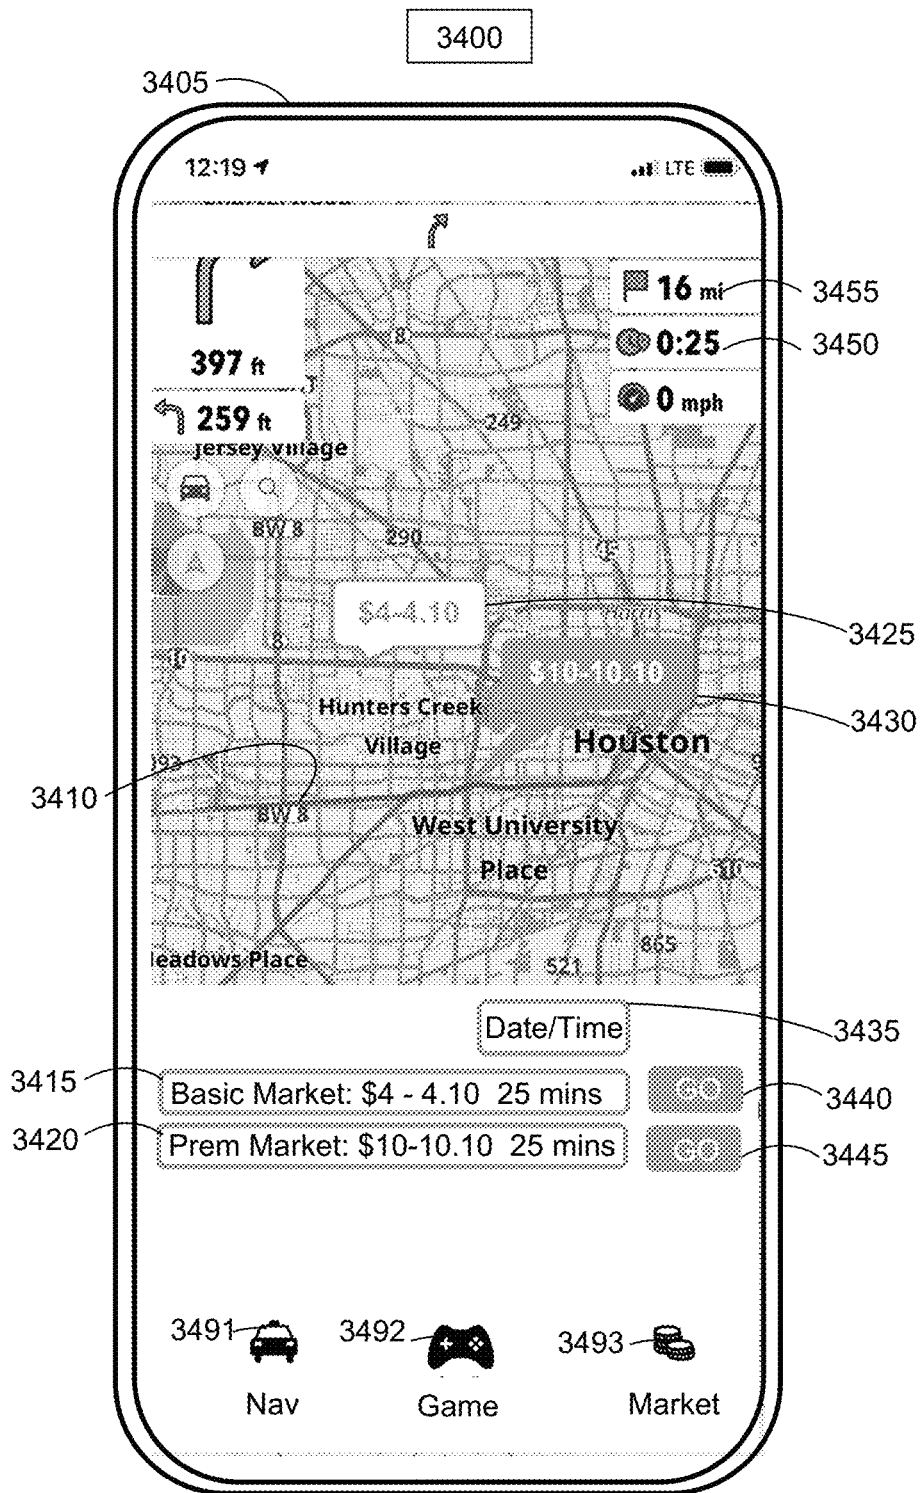 3400
3405
12:19
LTE
16 mi
3455
0:25
3450
397 ft
0 mph
259 ft
249
Jersey Village
BW 8
290
45
$4-4.10
Harris
3425
8
10
$10-10.10
Hunters Creek
Village
3430
Houston
3410
BW 8
West University
Place
865
521
eadows Place
Date/Time
3435
3415
Basic Market: $4 - 4.10 25 mins
GO
3440
3420
Prem Market: $10-10.10 25 mins
GO
3445
3491
3492
3493
Nav
Game
Market